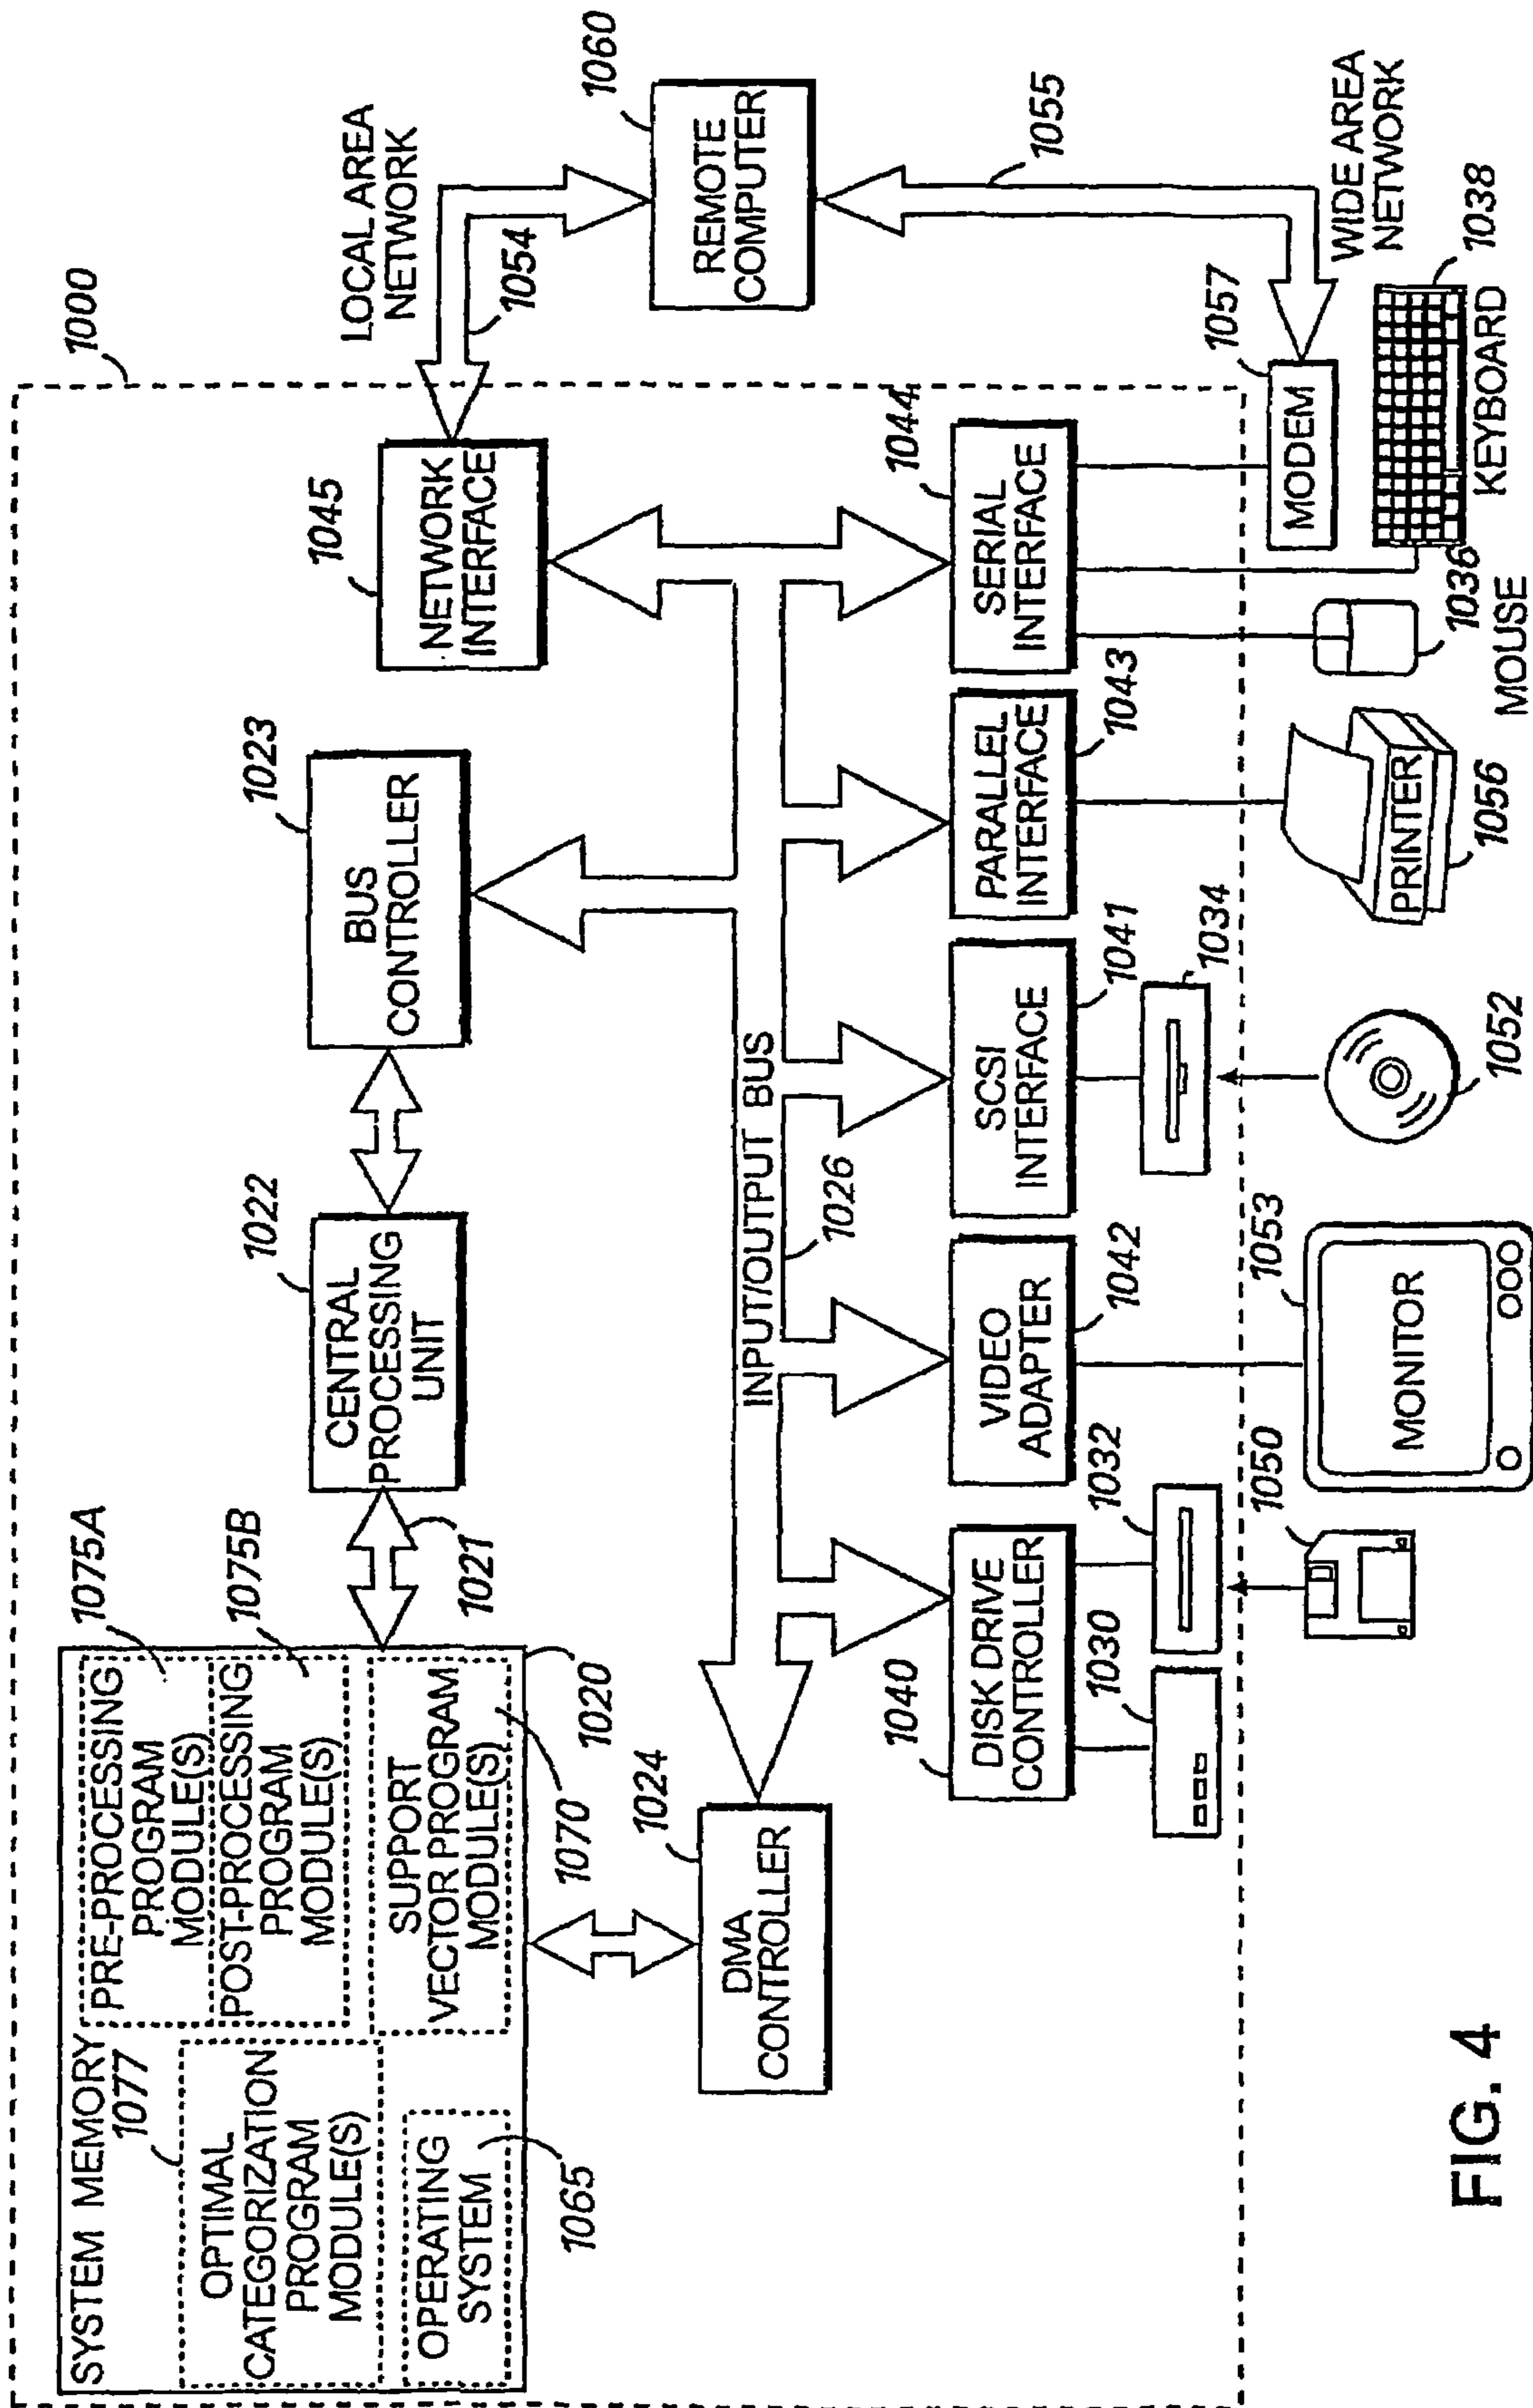 1000
SYSTEM MEMORY
1077
OPTIMAL
CATEGORIZATION
PROGRAM
MODULE(S)
OPERATING
SYSTEM
1065
PRE-PROCESSING
PROGRAM
MODULE(S)
1075A
POST-PROCESSING
PROGRAM
MODULE(S)
1075B
SUPPORT
VECTOR PROGRAM
MODULE(S)
1070
1020
1021
1022
CENTRAL
PROCESSING
UNIT
1023
BUS
CONTROLLER
1045
NETWORK
INTERFACE
LOCAL AREA
NETWORK
1054
1060
REMOTE
COMPUTER
1055
WIDE AREA
NETWORK
1024
DMA
CONTROLLER
INPUT/OUTPUT BUS
1026
1040
DISK DRIVE
CONTROLLER
1030
1032
VIDEO
ADAPTER
1042
SCSI
INTERFACE
1041
1034
PARALLEL
INTERFACE
1043
SERIAL
INTERFACE
1044
1057
MODEM
1050
MONITOR
1053
1052
PRINTER
1056
1036
MOUSE
KEYBOARD
1038
FIG. 4